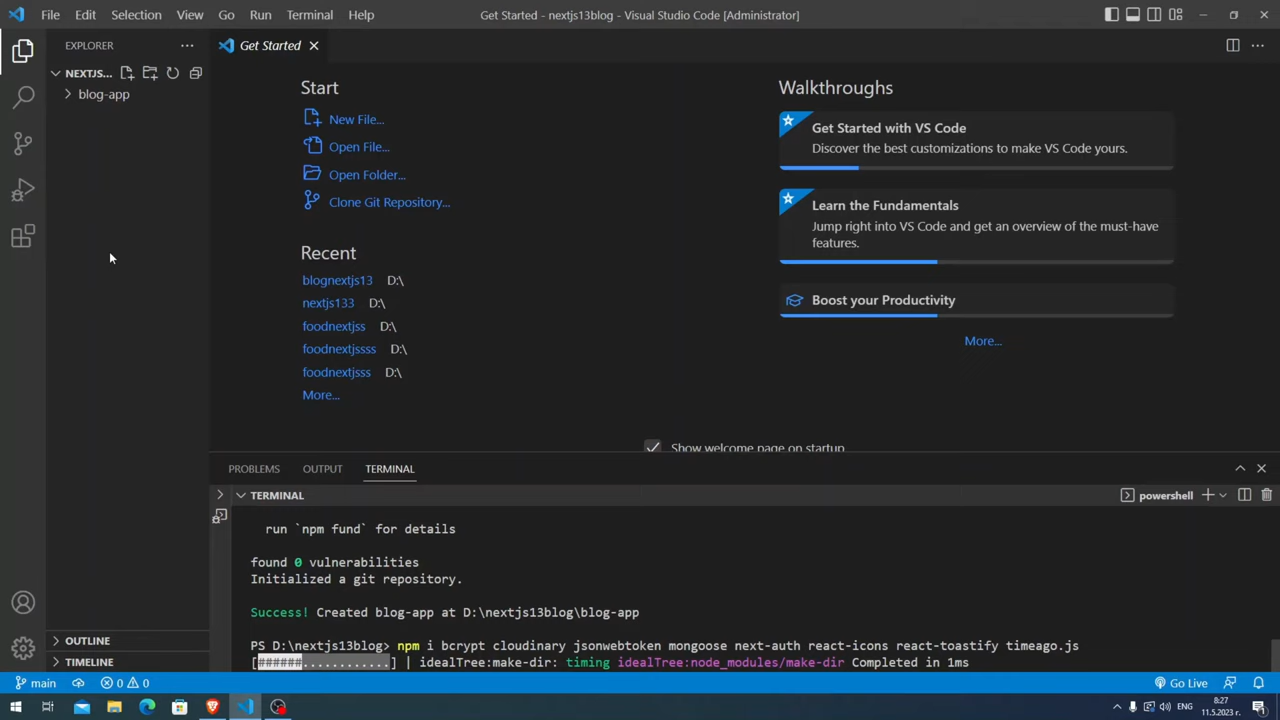 File Edit Selection View Go Run Terminal Help
Get Started - nextjs13blog - Visual Studio Code [Administrator]
EXPLORER
Get Started
NEXTJS...
blog-app
Start
New File...
Open File...
Open Folder...
Clone Git Repository...
Recent
blognextjs13 D:\
nextjs133 D:\
foodnextjss D:\
foodnextjssss D:\
foodnextjsss D:\
More...
Walkthroughs
Get Started with VS Code
Discover the best customizations to make VS Code yours.
Learn the Fundamentals
Jump right into VS Code and get an overview of the must-have
features.
Boost your Productivity
More...
Show welcome page on startup
PROBLEMS OUTPUT TERMINAL
TERMINAL
powershell
run `npm fund` for details
found 0 vulnerabilities
Initialized a git repository.
Success! Created blog-app at D:\nextjs13blog\blog-app
PS D:\nextjs13blog> npm i bcrypt cloudinary jsonwebtoken mongoose next-auth react-icons react-toastify timeago.js
[######............] | idealTree:make-dir: timing idealTree:node_modules/make-dir Completed in 1ms
OUTLINE
TIMELINE
main 0 0
Go Live
ENG
8:27
11.5.2023 г.
1